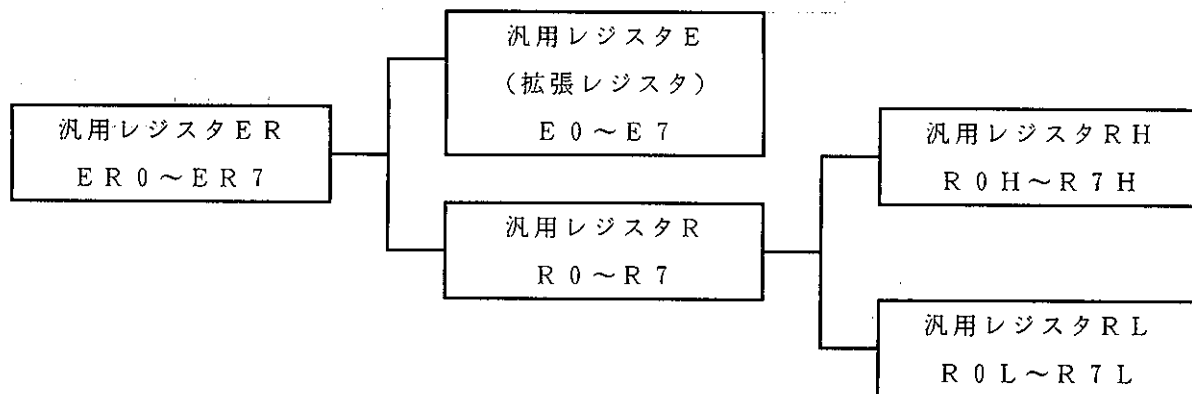 汎用レジスタER
ER0～ER7
汎用レジスタE
(拡張レジスタ)
E0～E7
汎用レジスタR
R0～R7
汎用レジスタRH
R0H～R7H
汎用レジスタRL
R0L～R7L